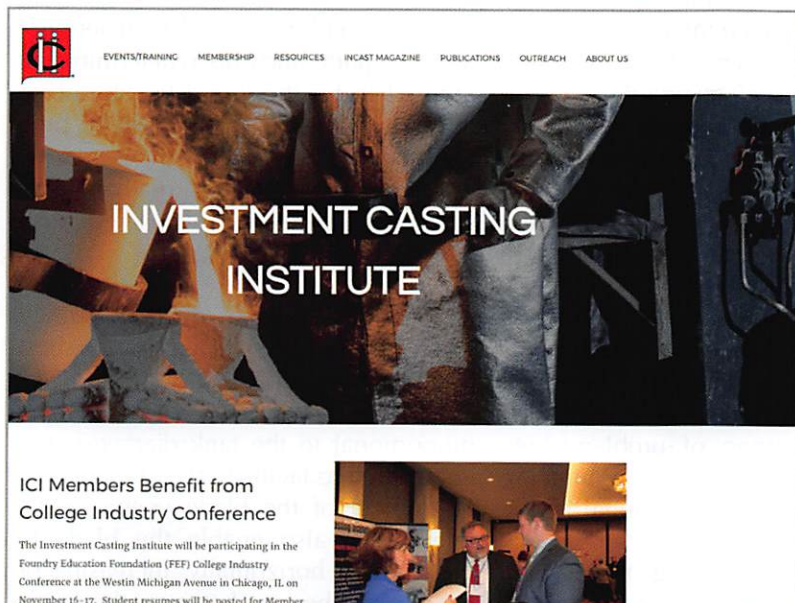 ici
EVENTS/TRAINING MEMBERSHIP RESOURCES INCAST MAGAZINE PUBLICATIONS OUTREACH ABOUT US
INVESTMENT CASTING
INSTITUTE
ICI Members Benefit from
College Industry Conference
The Investment Casting Institute will be participating in the
Foundry Education Foundation (FEF) College Industry
Conference at the Westin Michigan Avenue in Chicago, IL on
November 16-17. Student resumes will be posted for Member